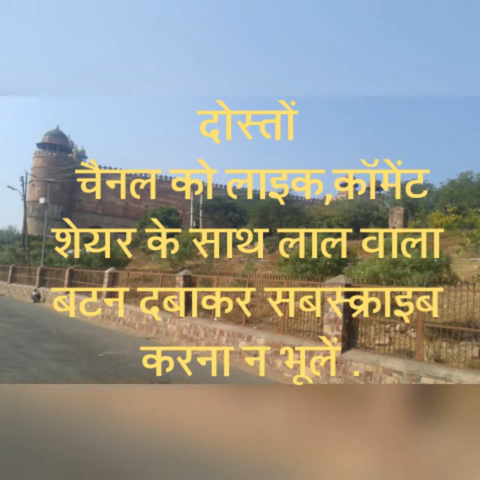 दोस्तों
चैनल को लाइक,कॉमेंट
शेयर के साथ लाल वाला
बटन दबाकर सबस्क्राइब
करना न भूलें .